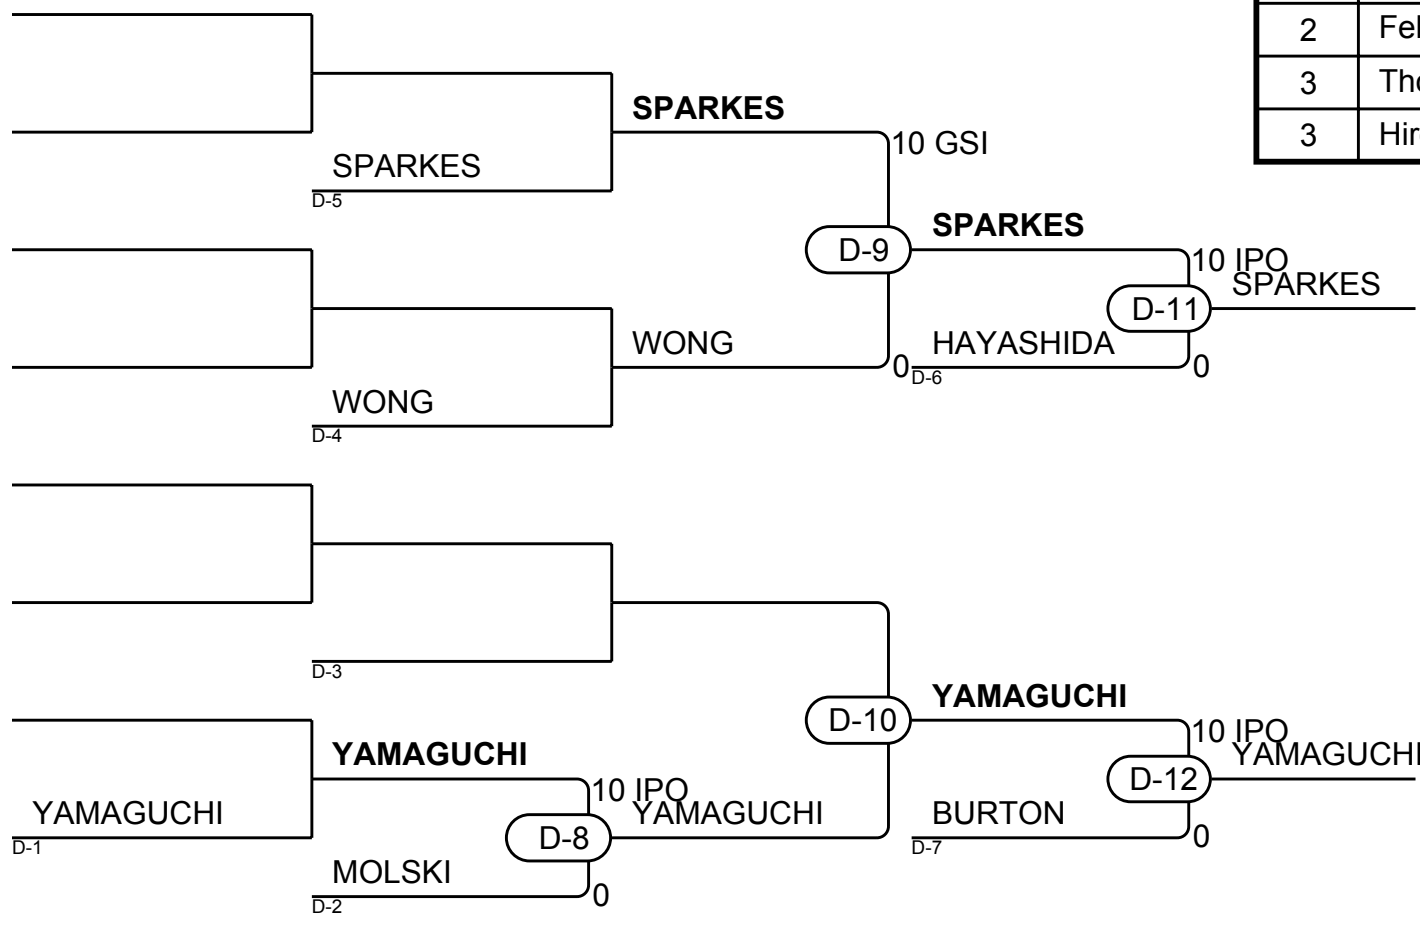 2
3
3
SPARKES
10 GSI
SPARKES
D-5
SPARKES
D-9
10 IPO
SPARKES
D-11
WONG
0
HAYASHIDA
D-6
0
WONG
D-4
D-3
YAMAGUCHI
D-10
10 IPO
YAMAGUCHI
D-12
YAMAGUCHI
10 IPO
YAMAGUCHI
YAMAGUCHI
D-1
D-8
BURTON
D-7
0
MOLSKI
D-2
0